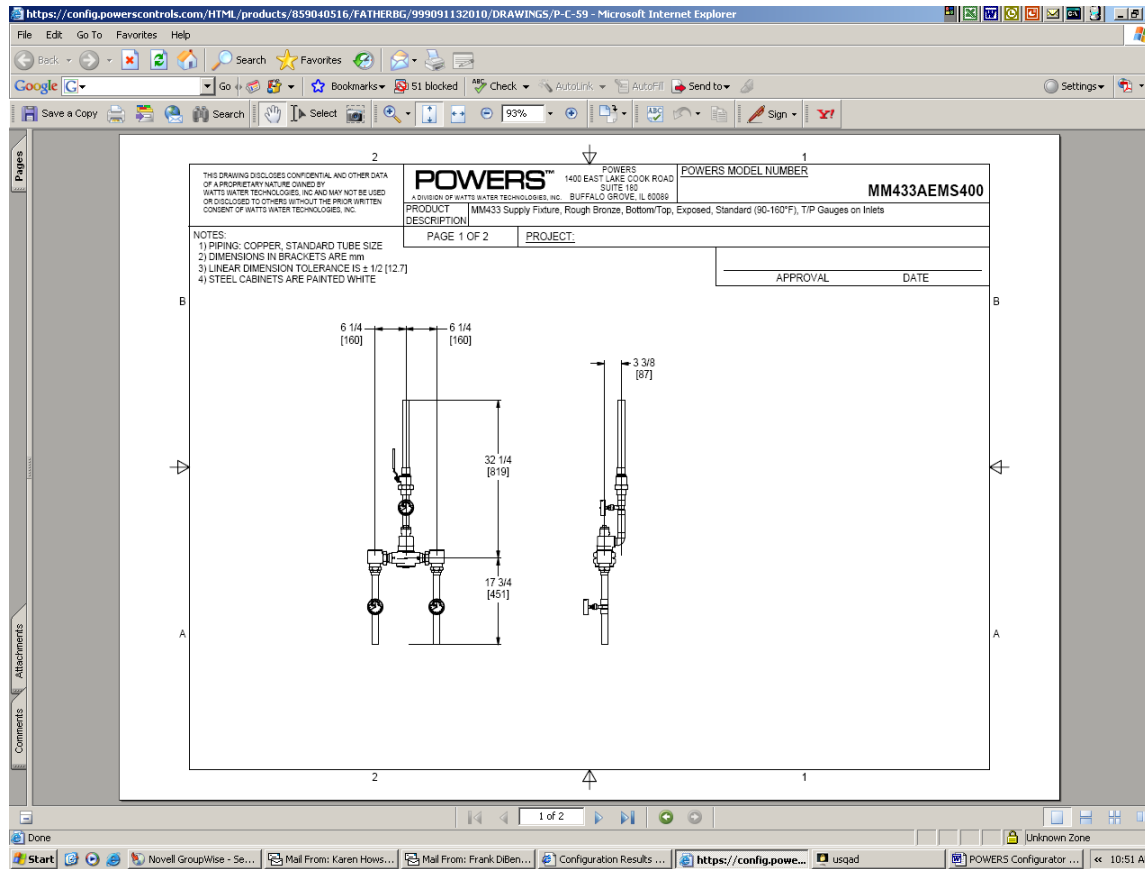 https://config.powerscontrols.com/HTML/products/859040516/FATHERBG/999091132010/DRAWINGS/P-C-59 - Microsoft Internet Explorer
File Edit Go To Favorites Help
Back Search Favorites
Google G Go Bookmarks 51 blocked Check AutoLink AutoFill Send to Settings
Save a Copy Search Select 93% Sign Y!
Pages
Attachments
Comments
2 1
THIS DRAWING DISCLOSES CONFIDENTIAL AND OTHER DATA
OF A PROPRIETARY NATURE OWNED BY
WATTS WATER TECHNOLOGIES, INC AND MAY NOT BE USED
OR DISCLOSED TO OTHERS WITHOUT THE PRIOR WRITTEN
CONSENT OF WATTS WATER TECHNOLOGIES, INC.
POWERS™
A DIVISION OF WATTS WATER TECHNOLOGIES, INC.
POWERS
1400 EAST LAKE COOK ROAD
SUITE 180
BUFFALO GROVE, IL 60089
POWERS MODEL NUMBER
MM433AEMS400
PRODUCT DESCRIPTION
MM433 Supply Fixture, Rough Bronze, Bottom/Top, Exposed, Standard (90-160°F), T/P Gauges on Inlets
PAGE 1 OF 2 PROJECT:
NOTES:
1) PIPING: COPPER, STANDARD TUBE SIZE
2) DIMENSIONS IN BRACKETS ARE mm
3) LINEAR DIMENSION TOLERANCE IS ± 1/2 [12.7]
4) STEEL CABINETS ARE PAINTED WHITE
APPROVAL DATE
B B
6 1/4 6 1/4
[160] [160]
3 3/8
[87]
32 1/4
[819]
17 3/4
[451]
A A
2 1
1 of 2
Done Unknown Zone
Start Novell GroupWise - Se... Mail From: Karen Hows... Mail From: Frank DiBen... Configuration Results ... https://config.powe... usqad POWERS Configurator ... 10:51 A